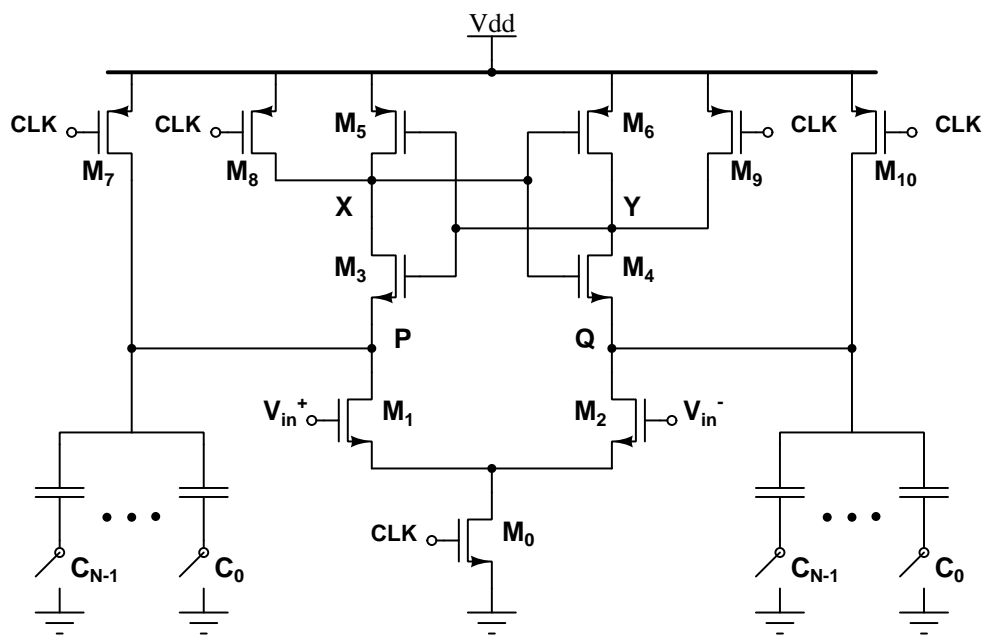 Vdd
CLK CLK M5 M6 CLK CLK
M7 M8 M9 M10
X Y
M3 M4
P Q
Vin+ M1 M2 Vin-
CLK M0
CN-1 C0 CN-1 C0